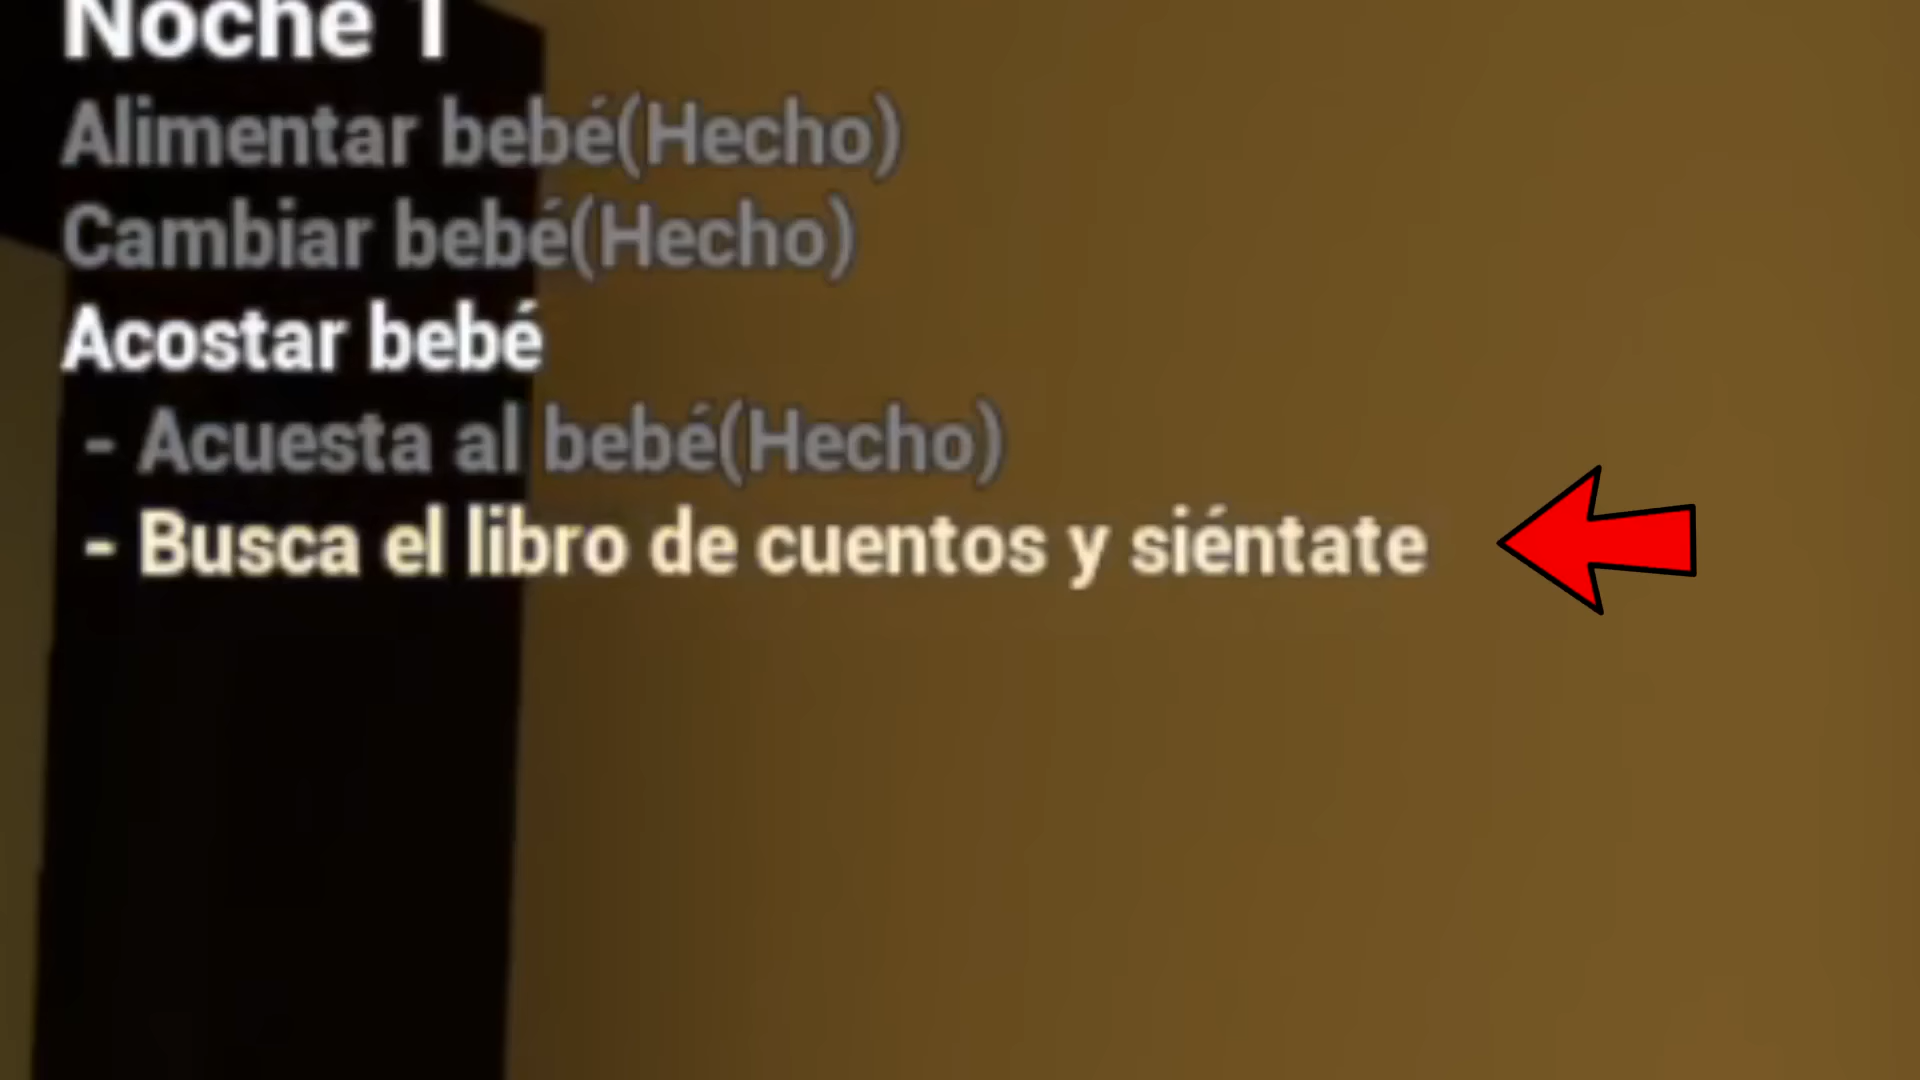 Noche 1
Alimentar bebé(Hecho)
Cambiar bebé(Hecho)
Acostar bebé
- Acuesta al bebé(Hecho)
- Busca el libro de cuentos y siéntate